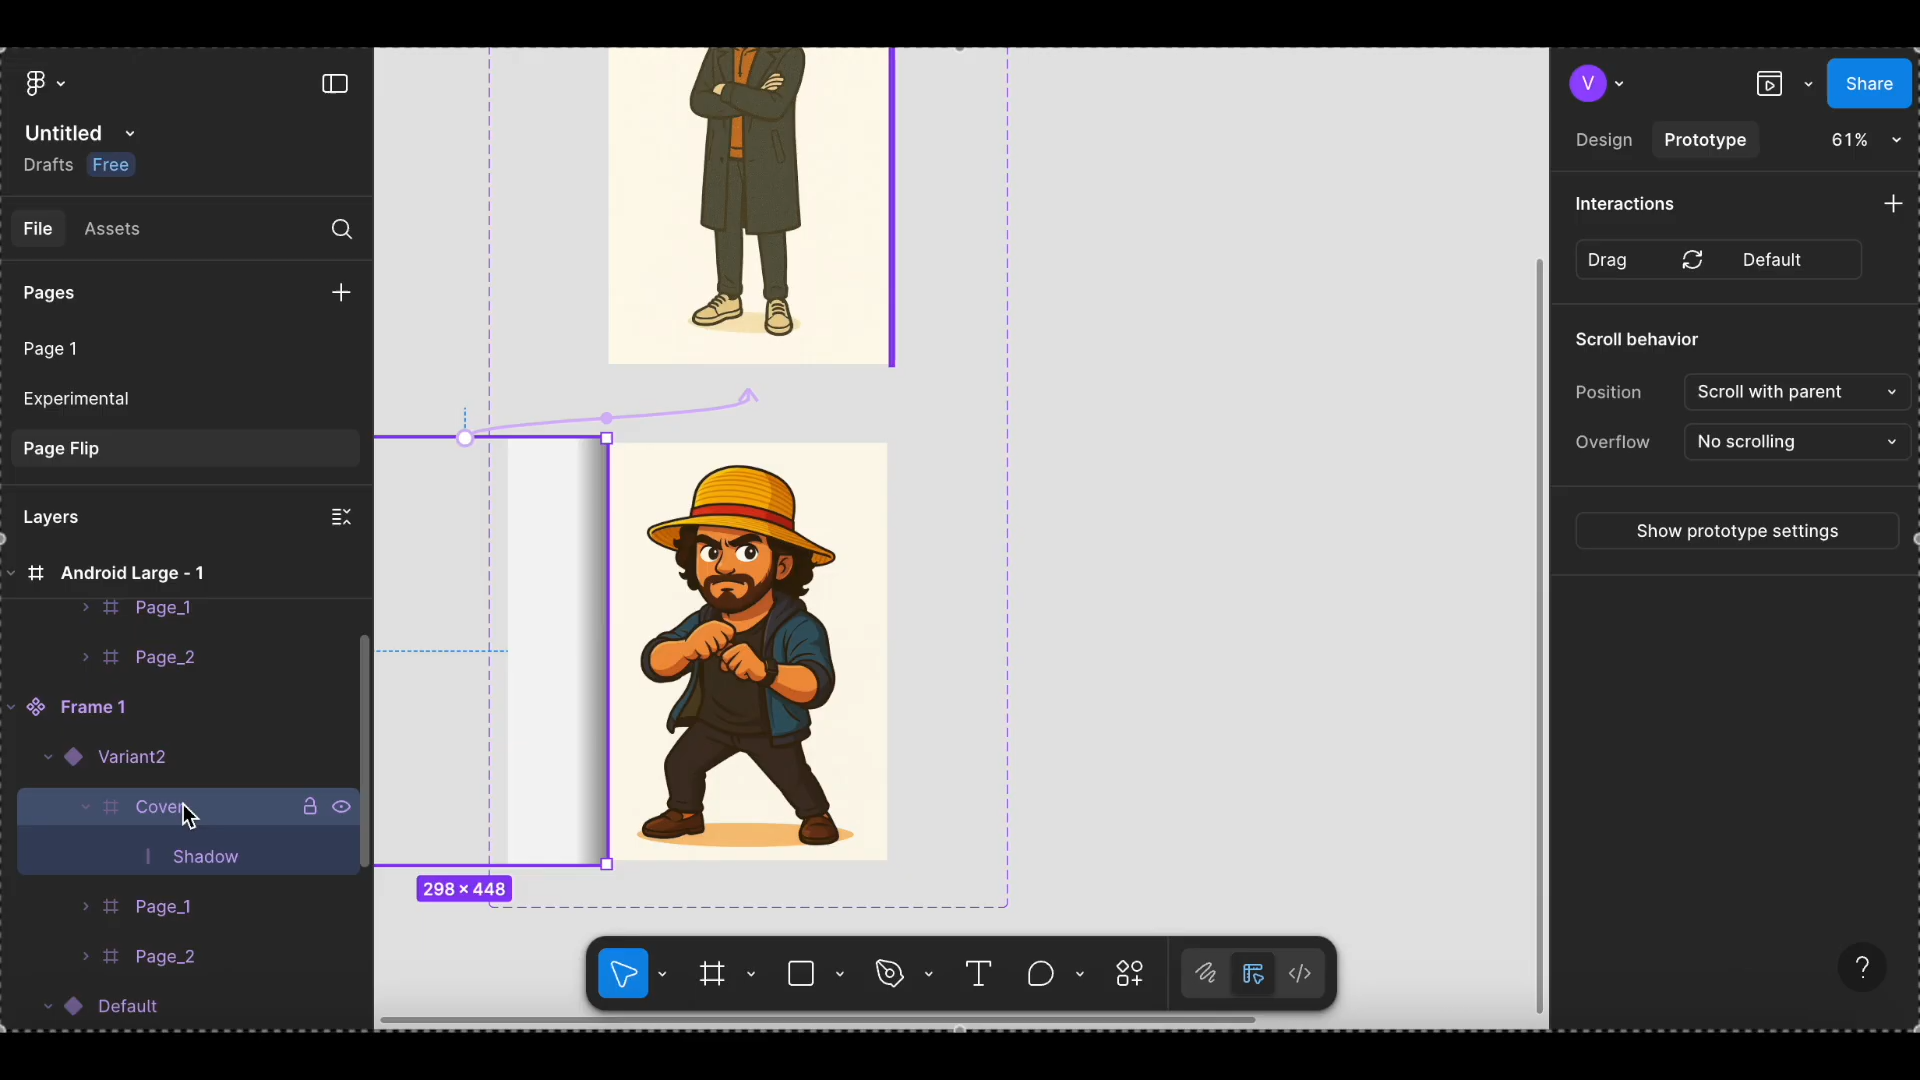 Untitled
Drafts Free
File Assets
Pages
Page 1
Experimental
Page Flip
Layers
Android Large - 1
Page_1
Page_2
Frame 1
Variant2
Cover
Shadow
Page_1
Page_2
Default
298 × 448
V
Share
Design Prototype 61%
Interactions
Drag Default
Scroll behavior
Position Scroll with parent
Overflow No scrolling
Show prototype settings
?